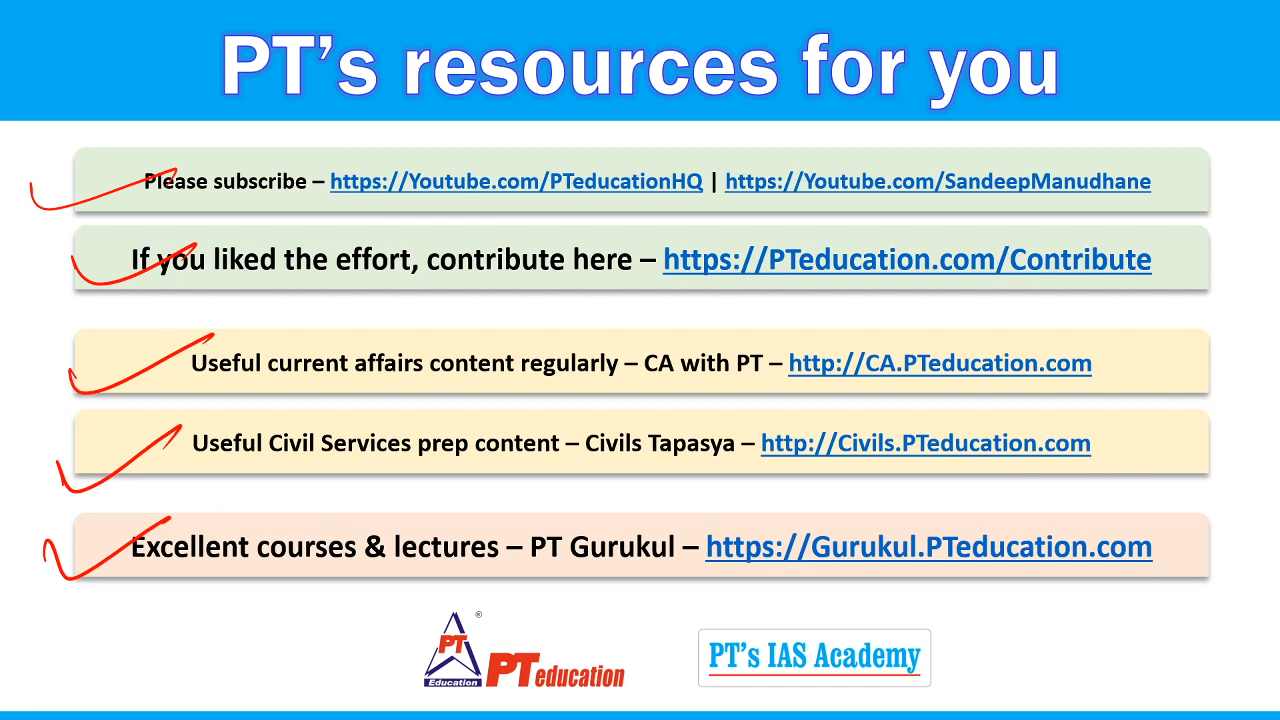 PT's resources for you
Please subscribe – https://Youtube.com/PTeducationHQ | https://Youtube.com/SandeepManudhane
If you liked the effort, contribute here – https://PTeducation.com/Contribute
Useful current affairs content regularly – CA with PT – http://CA.PTeducation.com
Useful Civil Services prep content – Civils Tapasya – http://Civils.PTeducation.com
Excellent courses & lectures – PT Gurukul – https://Gurukul.PTeducation.com
PT ®
Education
PT education
PT's IAS Academy